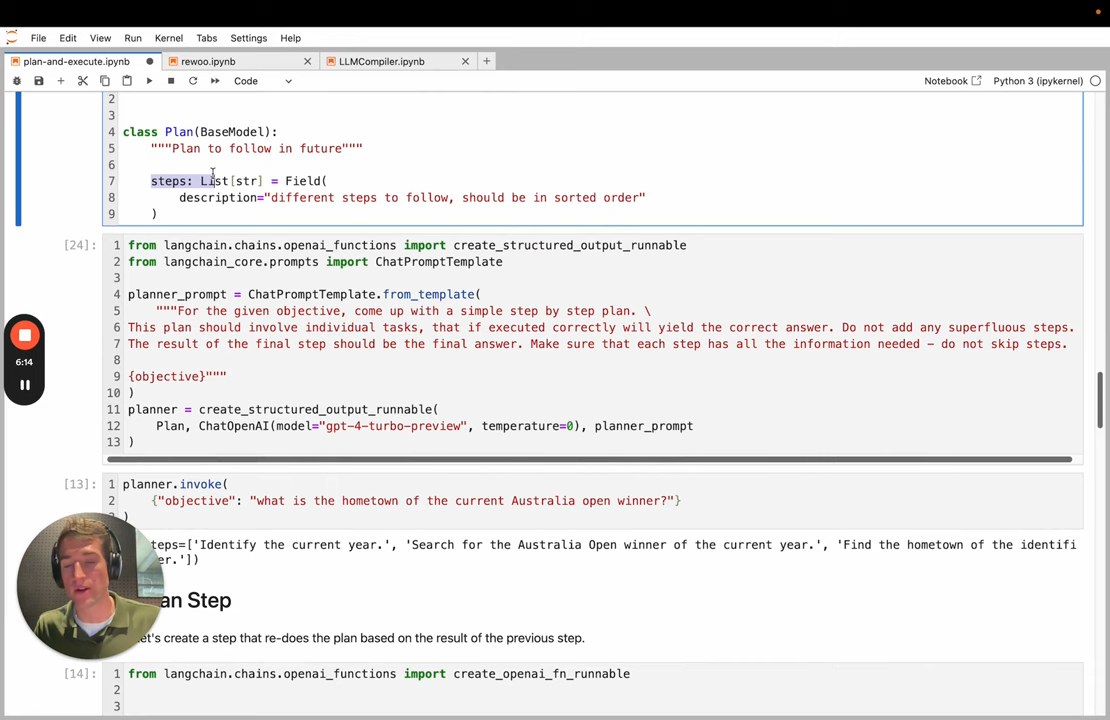 File Edit View Run Kernel Tabs Settings Help
plan-and-execute.ipynb rewoo.ipynb LLMCompiler.ipynb
Code Notebook Python 3 (ipykernel)
2
3
4 class Plan(BaseModel):
5 """Plan to follow in future"""
6
7 steps: List[str] = Field(
8 description="different steps to follow, should be in sorted order"
9 )
[24]: 1 from langchain.chains.openai_functions import create_structured_output_runnable
2 from langchain_core.prompts import ChatPromptTemplate
3
4 planner_prompt = ChatPromptTemplate.from_template(
5 """For the given objective, come up with a simple step by step plan. \
6 This plan should involve individual tasks, that if executed correctly will yield the correct answer. Do not add any superfluous steps.
7 The result of the final step should be the final answer. Make sure that each step has all the information needed - do not skip steps.
8
9 {objective}"""
10 )
11 planner = create_structured_output_runnable(
12 Plan, ChatOpenAI(model="gpt-4-turbo-preview", temperature=0), planner_prompt
13 )
6:14
[13]: 1 planner.invoke(
2 {"objective": "what is the hometown of the current Australia open winner?"}
)
steps=['Identify the current year.', 'Search for the Australia Open winner of the current year.', 'Find the hometown of the identifi
er.'])
an Step
let's create a step that re-does the plan based on the result of the previous step.
[14]: 1 from langchain.chains.openai_functions import create_openai_fn_runnable
2
3